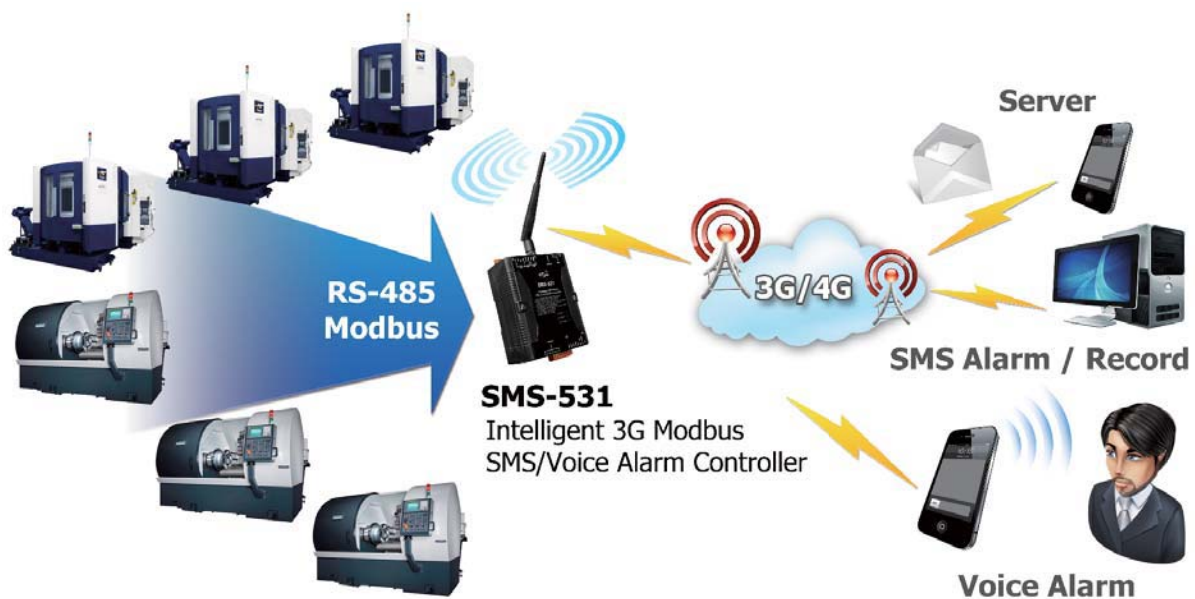 Server
RS-485
Modbus
3G/4G
SMS Alarm / Record
SMS-531
Intelligent 3G Modbus
SMS/Voice Alarm Controller
Voice Alarm